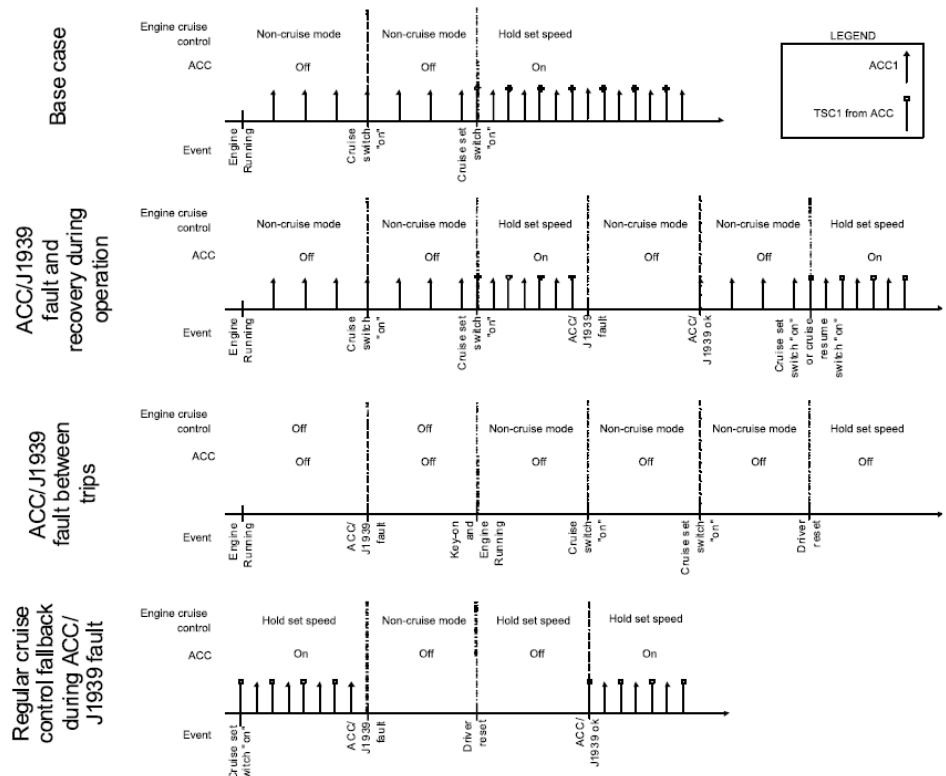 Base case
Engine cruise control
Non-cruise mode Non-cruise mode Hold set speed
ACC
Off Off On
Event
Engine Running
Cruise switch "on"
Cruise set switch "on"
LEGEND
ACC1
TSC1 from ACC
ACC/J1939 fault and recovery during operation
Engine cruise control
Non-cruise mode Non-cruise mode Hold set speed Non-cruise mode Non-cruise mode Hold set speed
ACC
Off Off On Off Off On
Event
Engine Running
Cruise switch "on"
Cruise set switch "on"
ACC/ J1939 fault
ACC/ J1939 ok
Cruise set switch "on" or cruise resume switch "on"
ACC/J1939 fault between trips
Engine cruise control
Off Off Non-cruise mode Non-cruise mode Non-cruise mode Hold set speed
ACC
Off Off Off Off Off Off
Event
Engine Running
ACC/ J1939 fault
Key-on and Engine Running
Cruise switch "on"
Cruise set switch "on"
Driver reset
Regular cruise control fallback during ACC/ J1939 fault
Engine cruise control
Hold set speed Non-cruise mode Hold set speed Hold set speed
ACC
On Off Off On
Event
Cruise set switch "on"
ACC/ J1939 fault
Driver reset
ACC/ J1939 ok